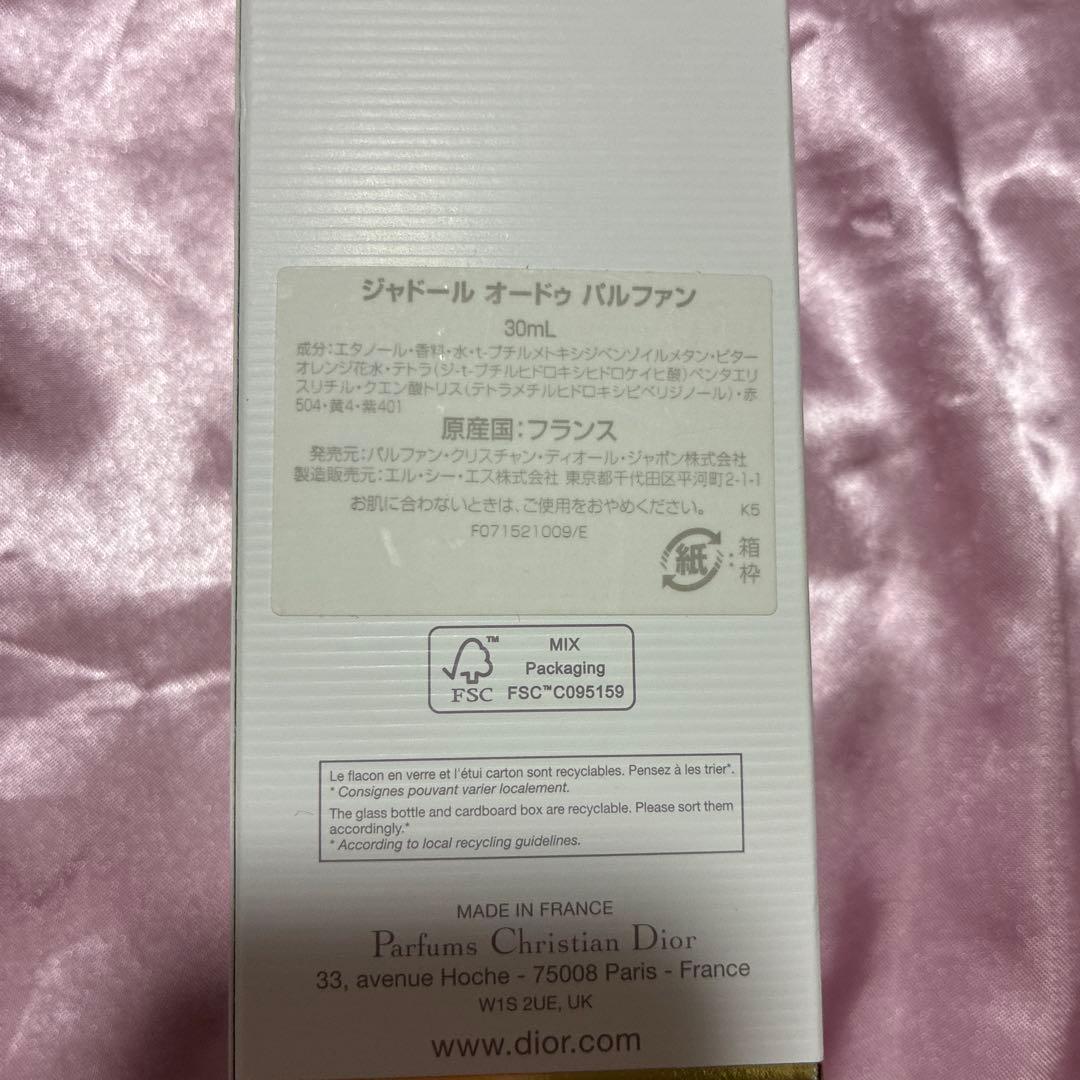 ジャドール オードゥ パルファン
30mL
成分:エタノール・香料・水・t-ブチルメトキシジベンゾイルメタン・ビター
オレンジ花水・テトラ(ジ-t-ブチルヒドロキシヒドロケイヒ酸)ペンタエリ
スリチル・クエン酸トリス(テトラメチルヒドロキシピペリジノール)・赤
504・黄4・紫401
原産国:フランス
発売元:パルファン・クリスチャン・ディオール・ジャポン株式会社
製造販売元:エル・シー・エス株式会社 東京都千代田区平河町2-1-1
お肌に合わないときは、ご使用をおやめください。 K5
F071521009/E
紙:箱
枠
MIX
Packaging
FSC™ FSC™C095159
Le flacon en verre et l'étui carton sont recyclables. Pensez à les trier*.
* Consignes pouvant varier localement.
The glass bottle and cardboard box are recyclable. Please sort them
accordingly.*
* According to local recycling guidelines.
MADE IN FRANCE
Parfums Christian Dior
33, avenue Hoche - 75008 Paris - France
W1S 2UE, UK
www.dior.com